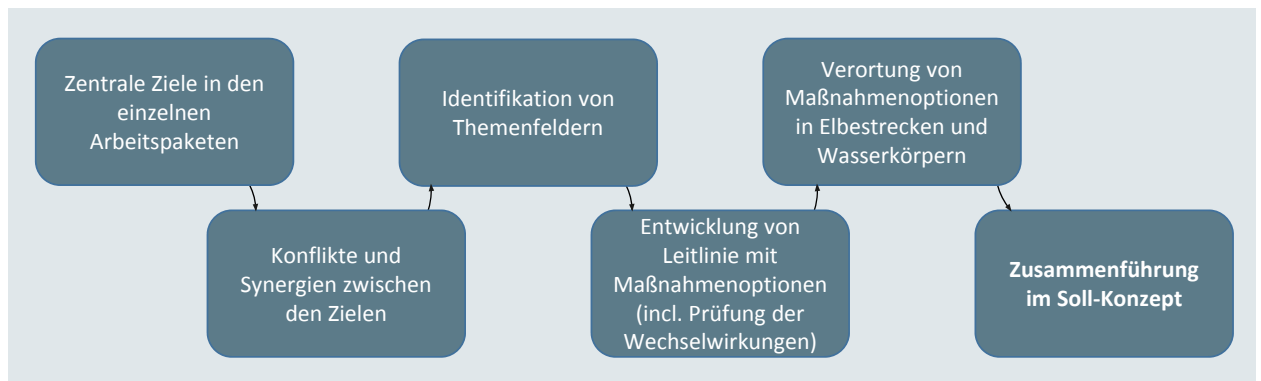 Zentrale Ziele in den
einzelnen
Arbeitspaketen
Konflikte und
Synergien zwischen
den Zielen
Identifikation von
Themenfeldern
Entwicklung von
Leitlinie mit
Maßnahmenoptionen
(incl. Prüfung der
Wechselwirkungen)
Verortung von
Maßnahmenoptionen
in Elbestrecken und
Wasserkörpern
Zusammenführung
im Soll-Konzept